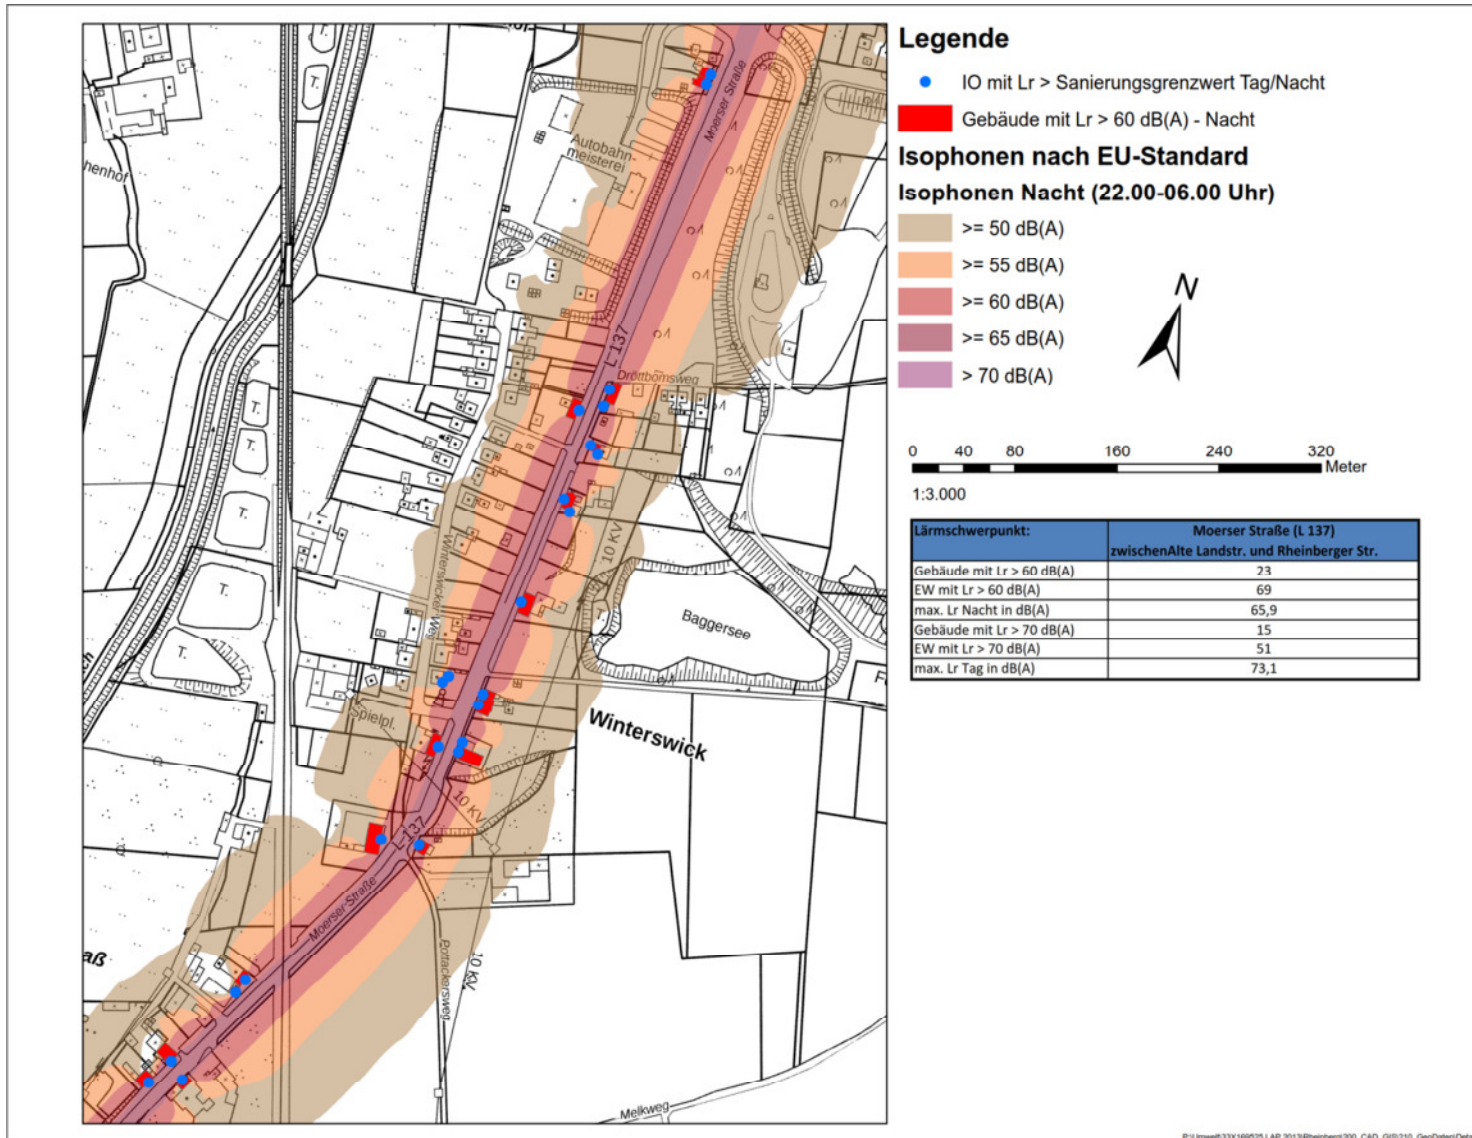 Legende
IO mit Lr > Sanierungsgrenzwert Tag/Nacht
Gebäude mit Lr > 60 dB(A) - Nacht
Isophonen nach EU-Standard
Isophonen Nacht (22.00-06.00 Uhr)
>= 50 dB(A)
>= 55 dB(A)
>= 60 dB(A)
>= 65 dB(A)
> 70 dB(A)
N
0 40 80 160 240 320
Meter
1:3.000
Lärmschwerpunkt: Moerser Straße (L 137)
zwischenAlte Landstr. und Rheinberger Str.
Gebäude mit Lr > 60 dB(A) 23
EW mit Lr > 60 dB(A) 69
max. Lr Nacht in dB(A) 65,9
Gebäude mit Lr > 70 dB(A) 15
EW mit Lr > 70 dB(A) 51
max. Lr Tag in dB(A) 73,1
Moerser Straße
Autobahn-
meisterei
henhof
L 137
Dröttbomsweg
T.
T.
T.
T.
T.
T.
10 KV
Winterswicker Weg
Baggersee
Spielpl.
Winterswick
10 KV
L 137
Moerser-Straße
Pottackersweg
10 KV
aß
Melkweg